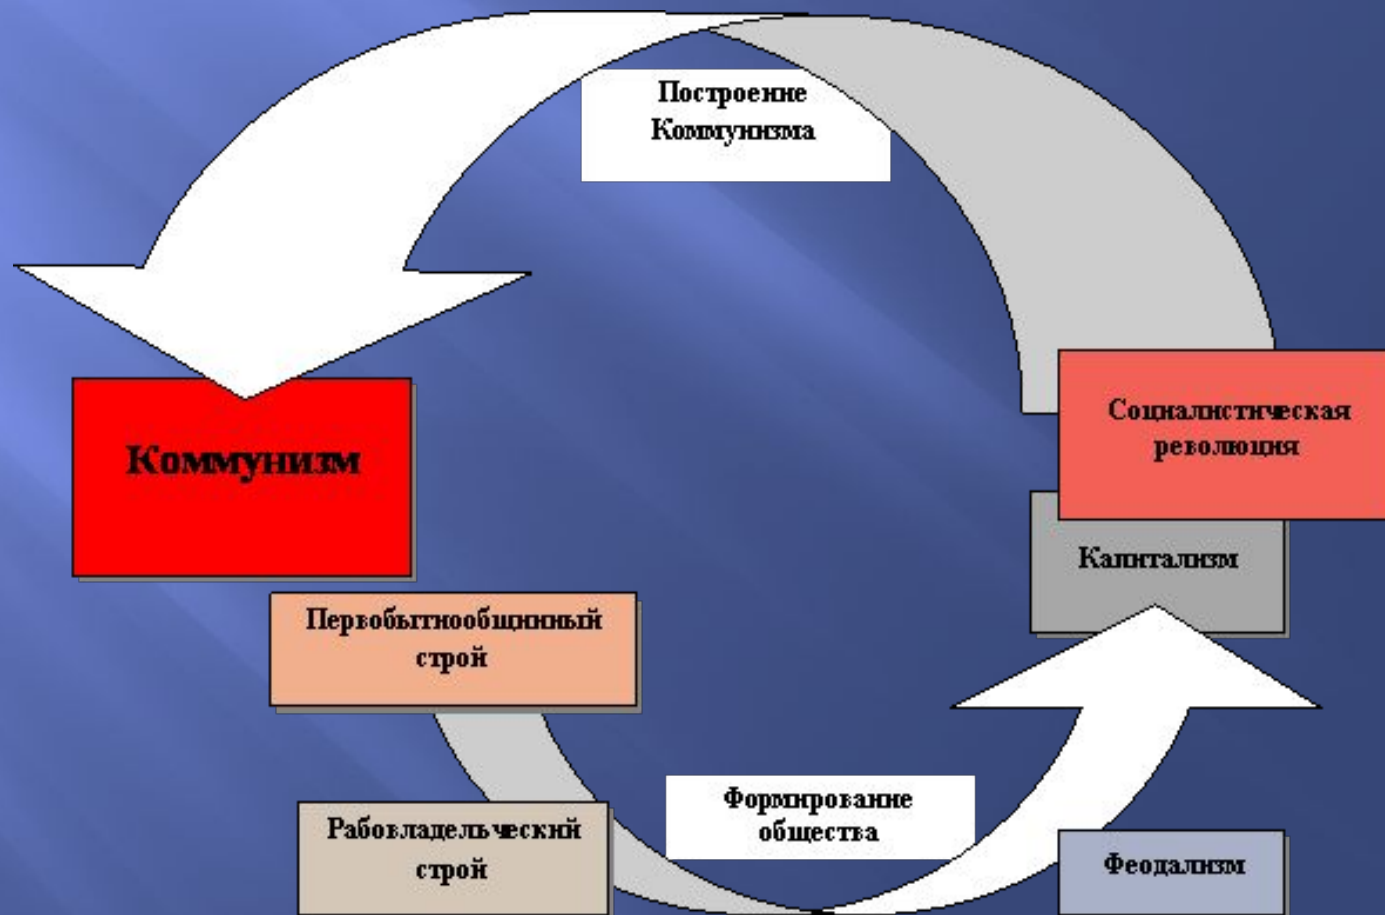 Построение
Коммунизма
Социалистическая
революция
Коммунизм
Капитализм
Первобытнообщинный
строй
Формирование
общества
Рабовладельческий
строй
Феодализм